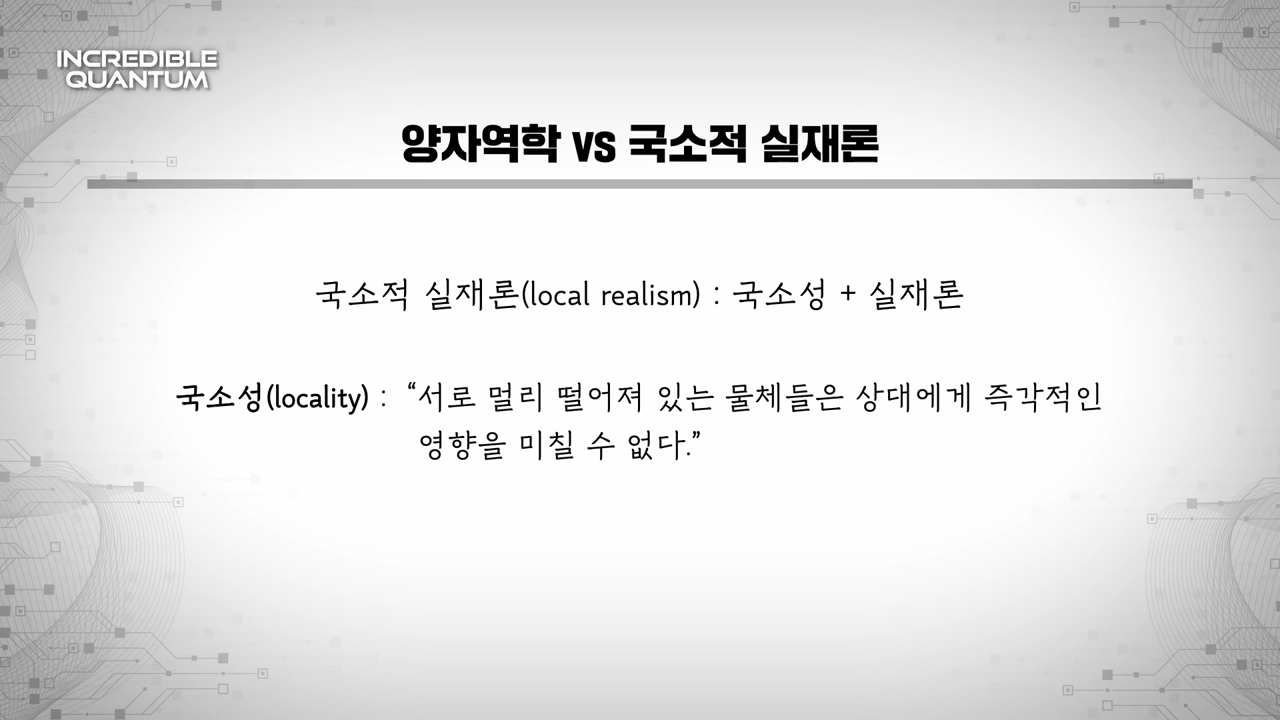 INCREDIBLE
QUANTUM
양자역학 vs 국소적 실재론
국소적 실재론(local realism) : 국소성 + 실재론
국소성(locality) : “서로 멀리 떨어져 있는 물체들은 상대에게 즉각적인
영향을 미칠 수 없다.”